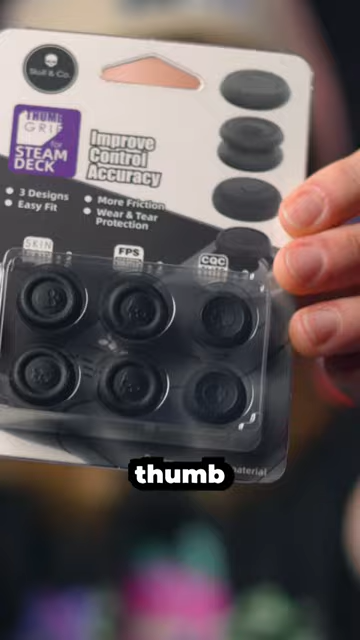 Skull & Co.
THUMB
GRIP
for
STEAM
DECK
Improve
Control
Accuracy
3 Designs
Easy Fit
More Friction
Wear & Tear
Protection
SKIN
FPS
CQC
thumb
material